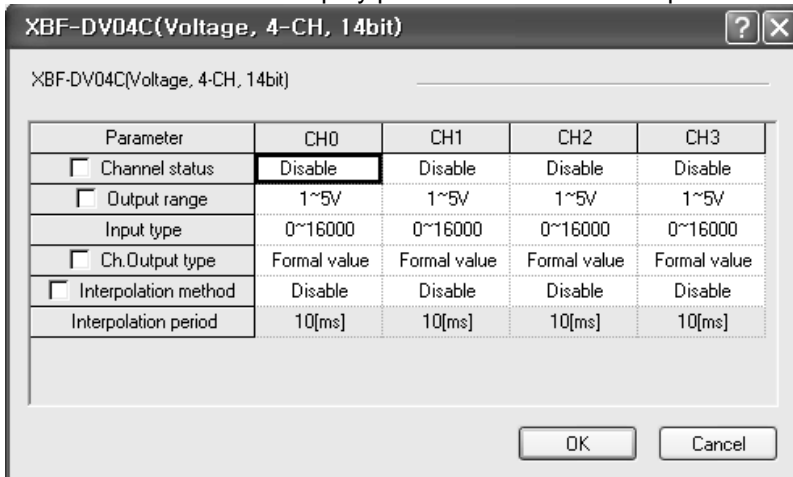 XBF-DV04C(Voltage, 4-CH, 14bit)
XBF-DV04C(Voltage, 4-CH, 14bit)
Parameter CH0 CH1 CH2 CH3
Channel status Disable Disable Disable Disable
Output range 1~5V 1~5V 1~5V 1~5V
Input type 0~16000 0~16000 0~16000 0~16000
Ch.Output type Formal value Formal value Formal value Formal value
Interpolation method Disable Disable Disable Disable
Interpolation period 10[ms] 10[ms] 10[ms] 10[ms]
OK Cancel